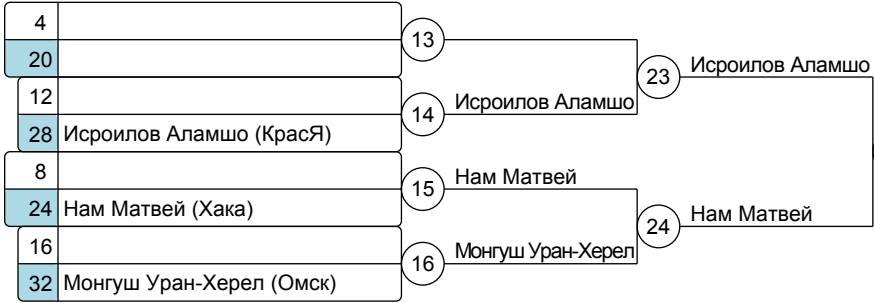 4
13
20
23
Исроилов Аламшо
12
14
Исроилов Аламшо
28 Исроилов Аламшо (КрасЯ)
8
15
Нам Матвей
24 Нам Матвей (Хака)
24
Нам Матвей
16
16
Монгуш Уран-Херел
32 Монгуш Уран-Херел (Омск)